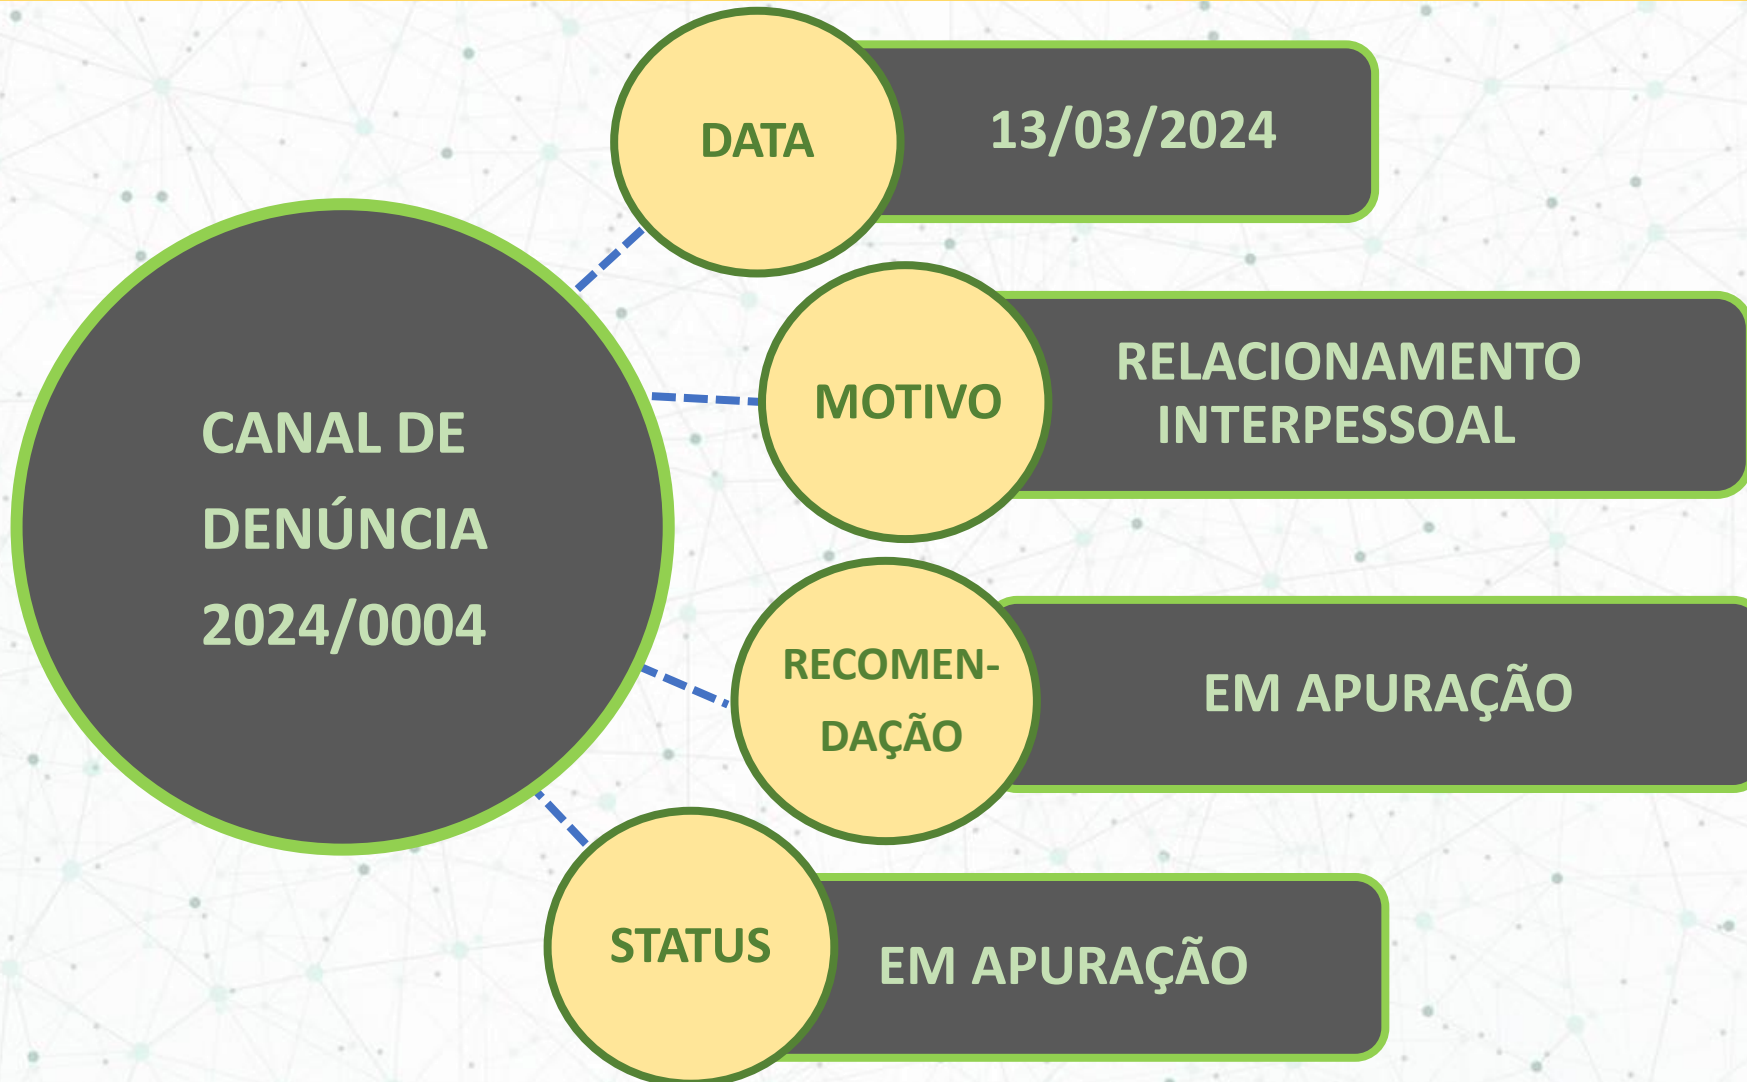 CANAL DE
DENÚNCIA
2024/0004
DATA
13/03/2024
MOTIVO
RELACIONAMENTO
INTERPESSOAL
RECOMEN-
DAÇÃO
EM APURAÇÃO
STATUS
EM APURAÇÃO